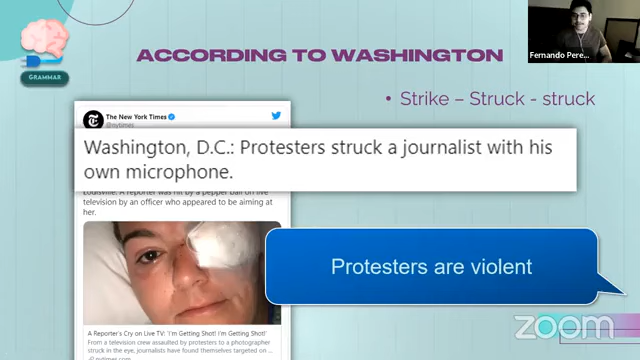 Fernando Pere...
GRAMMAR
ACCORDING TO WASHINGTON
• Strike – Struck - struck
The New York Times
@nytimes
Washington, D.C.: Protesters struck a journalist with his
own microphone.
Louisville: A reporter was hit by a pepper ball on live
television by an officer who appeared to be aiming at
her.
Protesters are violent
A Reporter's Cry on Live TV: 'I'm Getting Shot! I'm Getting Shot!'
From a television crew assaulted by protesters to a photographer
struck in the eye, journalists have found themselves targeted on ...
nytimes.com
zoom